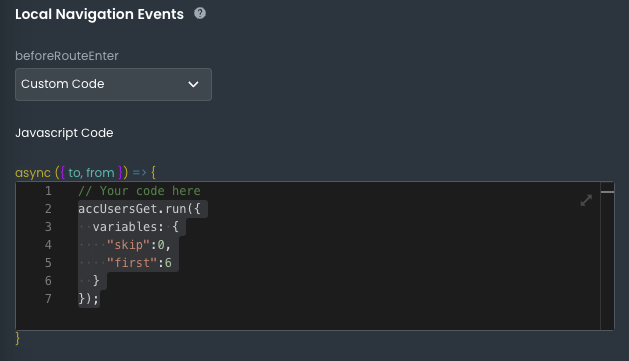 Local Navigation Events ?
beforeRouteEnter
Custom Code
Javascript Code
async ({ to, from }) => {
1 // Your code here
2 accUsersGet.run({
3   variables: {
4     "skip":0,
5     "first":6
6   }
7 });
}